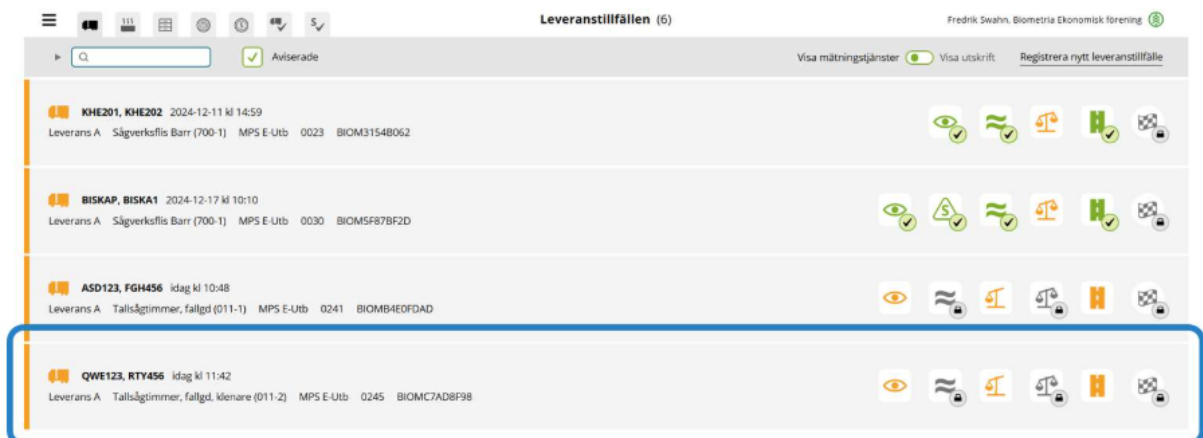 Leveranstillfällen (6)
Fredrik Swahn, Biometria Ekonomisk förening
Aviserade
Visa mätningstjänster Visa utskrift Registrera nytt leveranstillfälle
KHE201, KHE202 2024-12-11 kl 14:59
Leverans A Sågverksflis Barr (700-1) MPS E-Utb 0023 BIOM3154B062
BISKAP, BISKA1 2024-12-17 kl 10:10
Leverans A Sågverksflis Barr (700-1) MPS E-Utb 0030 BIOM5F87BF2D
ASD123, FGH456 idag kl 10:48
Leverans A Tallsågtimmer, fallgd (011-1) MPS E-Utb 0241 BIOMB4E0FDAD
QWE123, RTY456 idag kl 11:42
Leverans A Tallsågtimmer, fallgd, klenare (011-2) MPS E-Utb 0245 BIOMC7AD8F98